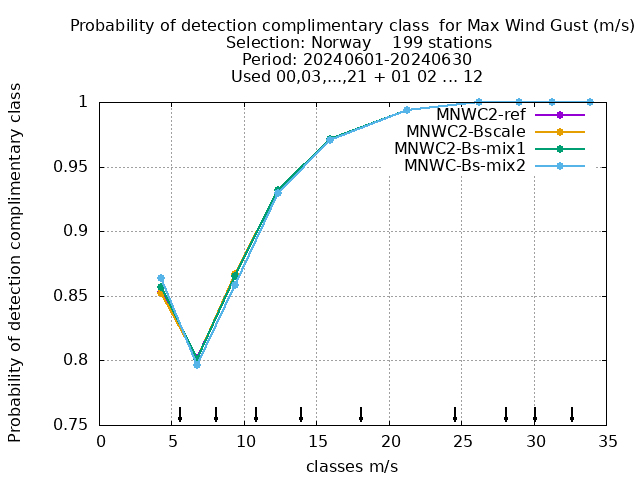 Probability of detection complimentary class  for Max Wind Gust (m/s)
Selection: Norway    199 stations
Period: 20240601-20240630
Used 00,03,...,21 + 01 02 ... 12
Probability of detection complimentary class
1
0.95
0.9
0.85
0.8
0.75
MNWC2-ref
MNWC2-Bscale
MNWC2-Bs-mix1
MNWC-Bs-mix2
0 5 10 15 20 25 30 35
classes m/s